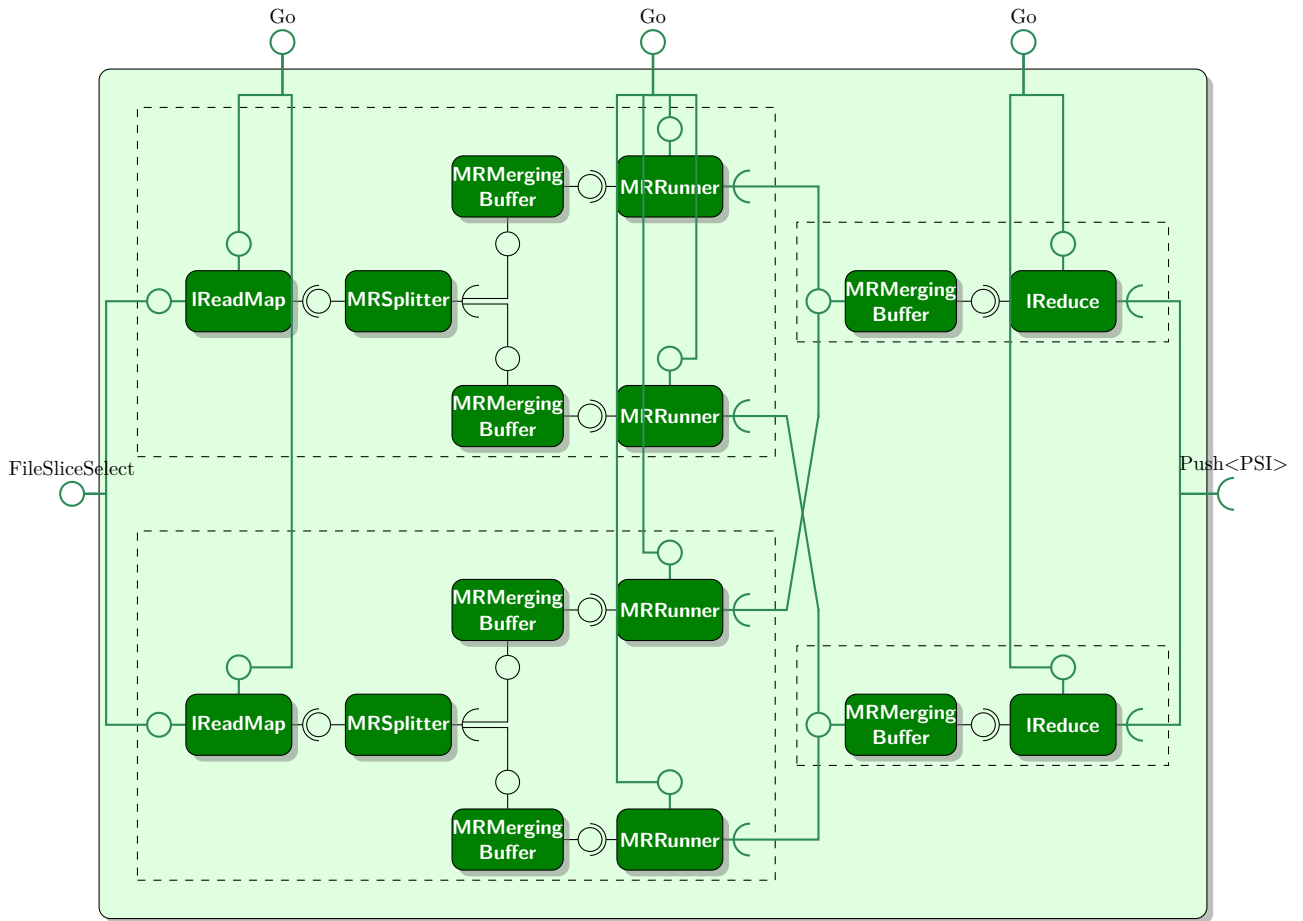 Go
Go
Go
MRMerging
Buffer
MRRunner
IReadMap
MRSplitter
MRMerging
Buffer
IReduce
MRMerging
Buffer
MRRunner
FileSliceSelect
Push<PSI>
MRMerging
Buffer
MRRunner
IReadMap
MRSplitter
MRMerging
Buffer
IReduce
MRMerging
Buffer
MRRunner